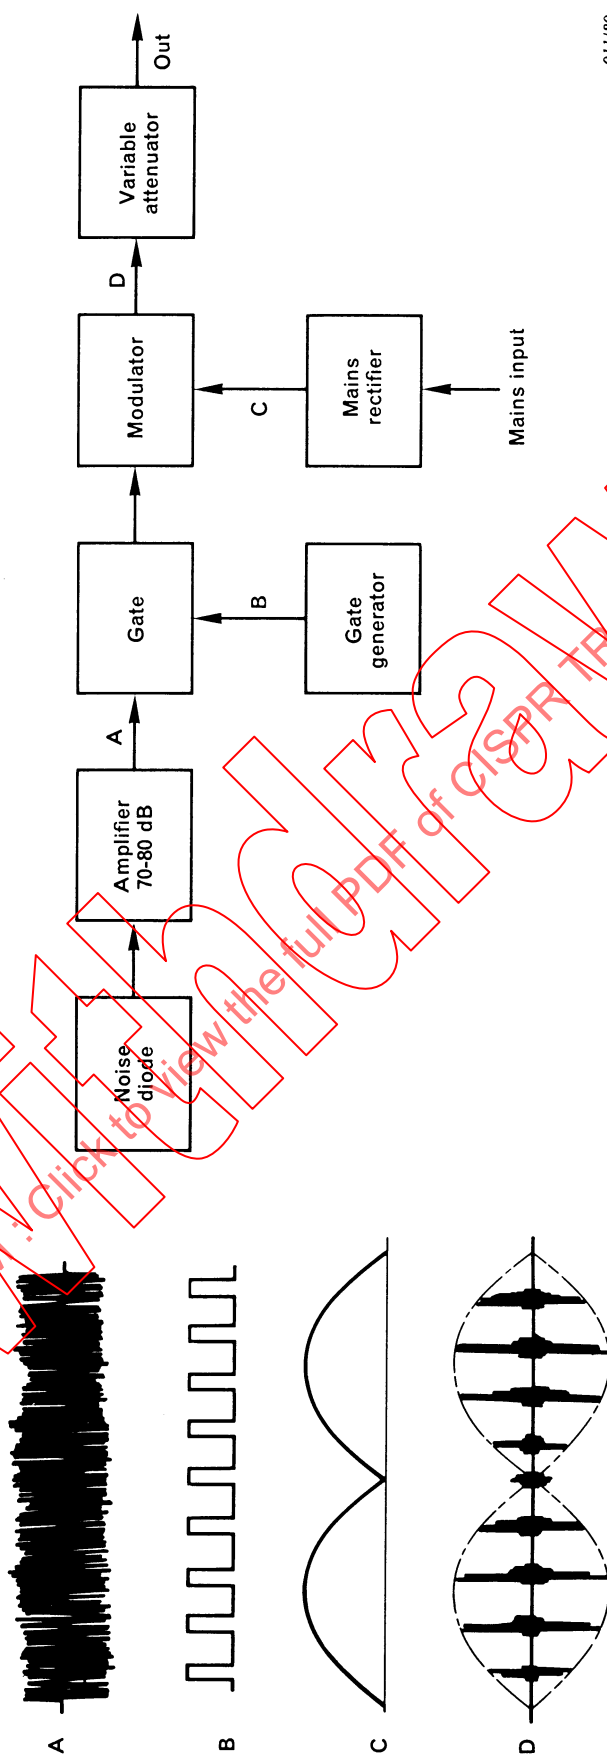 Noise
diode
Amplifier
70-80 dB
A
Gate
B
Gate
generator
Modulator
C
Mains
rectifier
Mains input
D
Variable
attenuator
Out
A
B
C
D
: Click to view the full PDF of CISPR TR